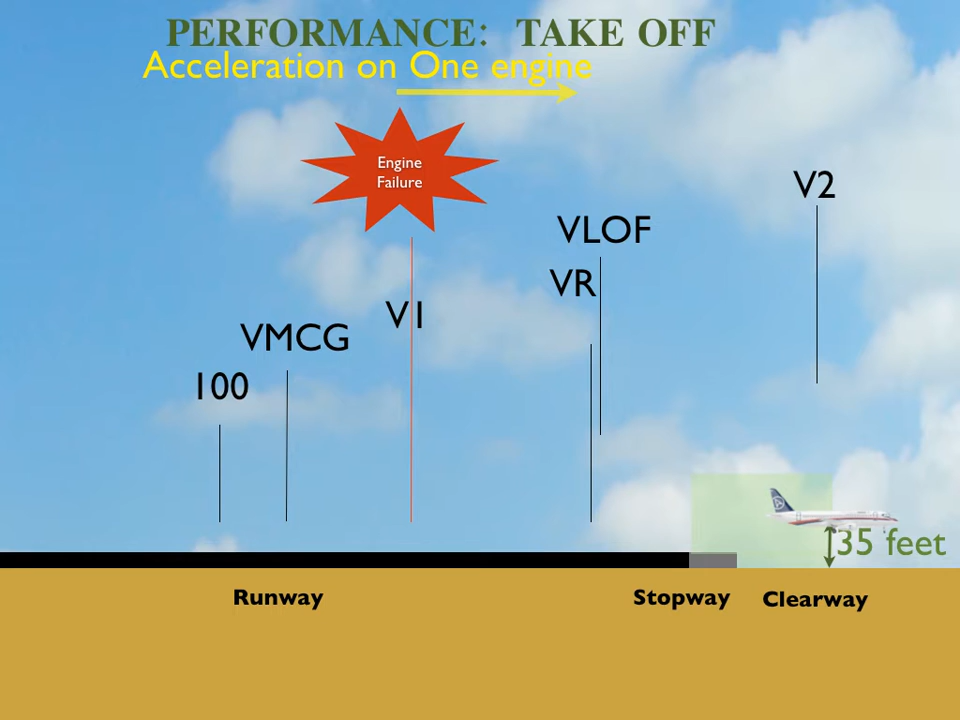 PERFORMANCE: TAKE OFF
Acceleration on One engine
Engine
Failure
V2
VLOF
VR
V1
VMCG
100
35 feet
Runway
Stopway
Clearway